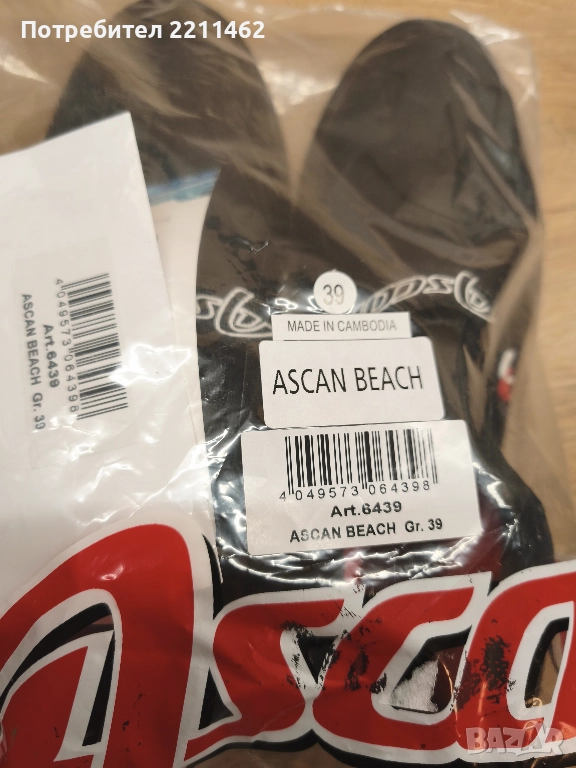 Потребител 2211462
39
MADE IN CAMBODIA
ASCAN BEACH
4 049573 064398
Art.6439
ASCAN BEACH Gr. 39
4 049573 064398
Art.6439
ASCAN BEACH Gr. 39
BAZAR